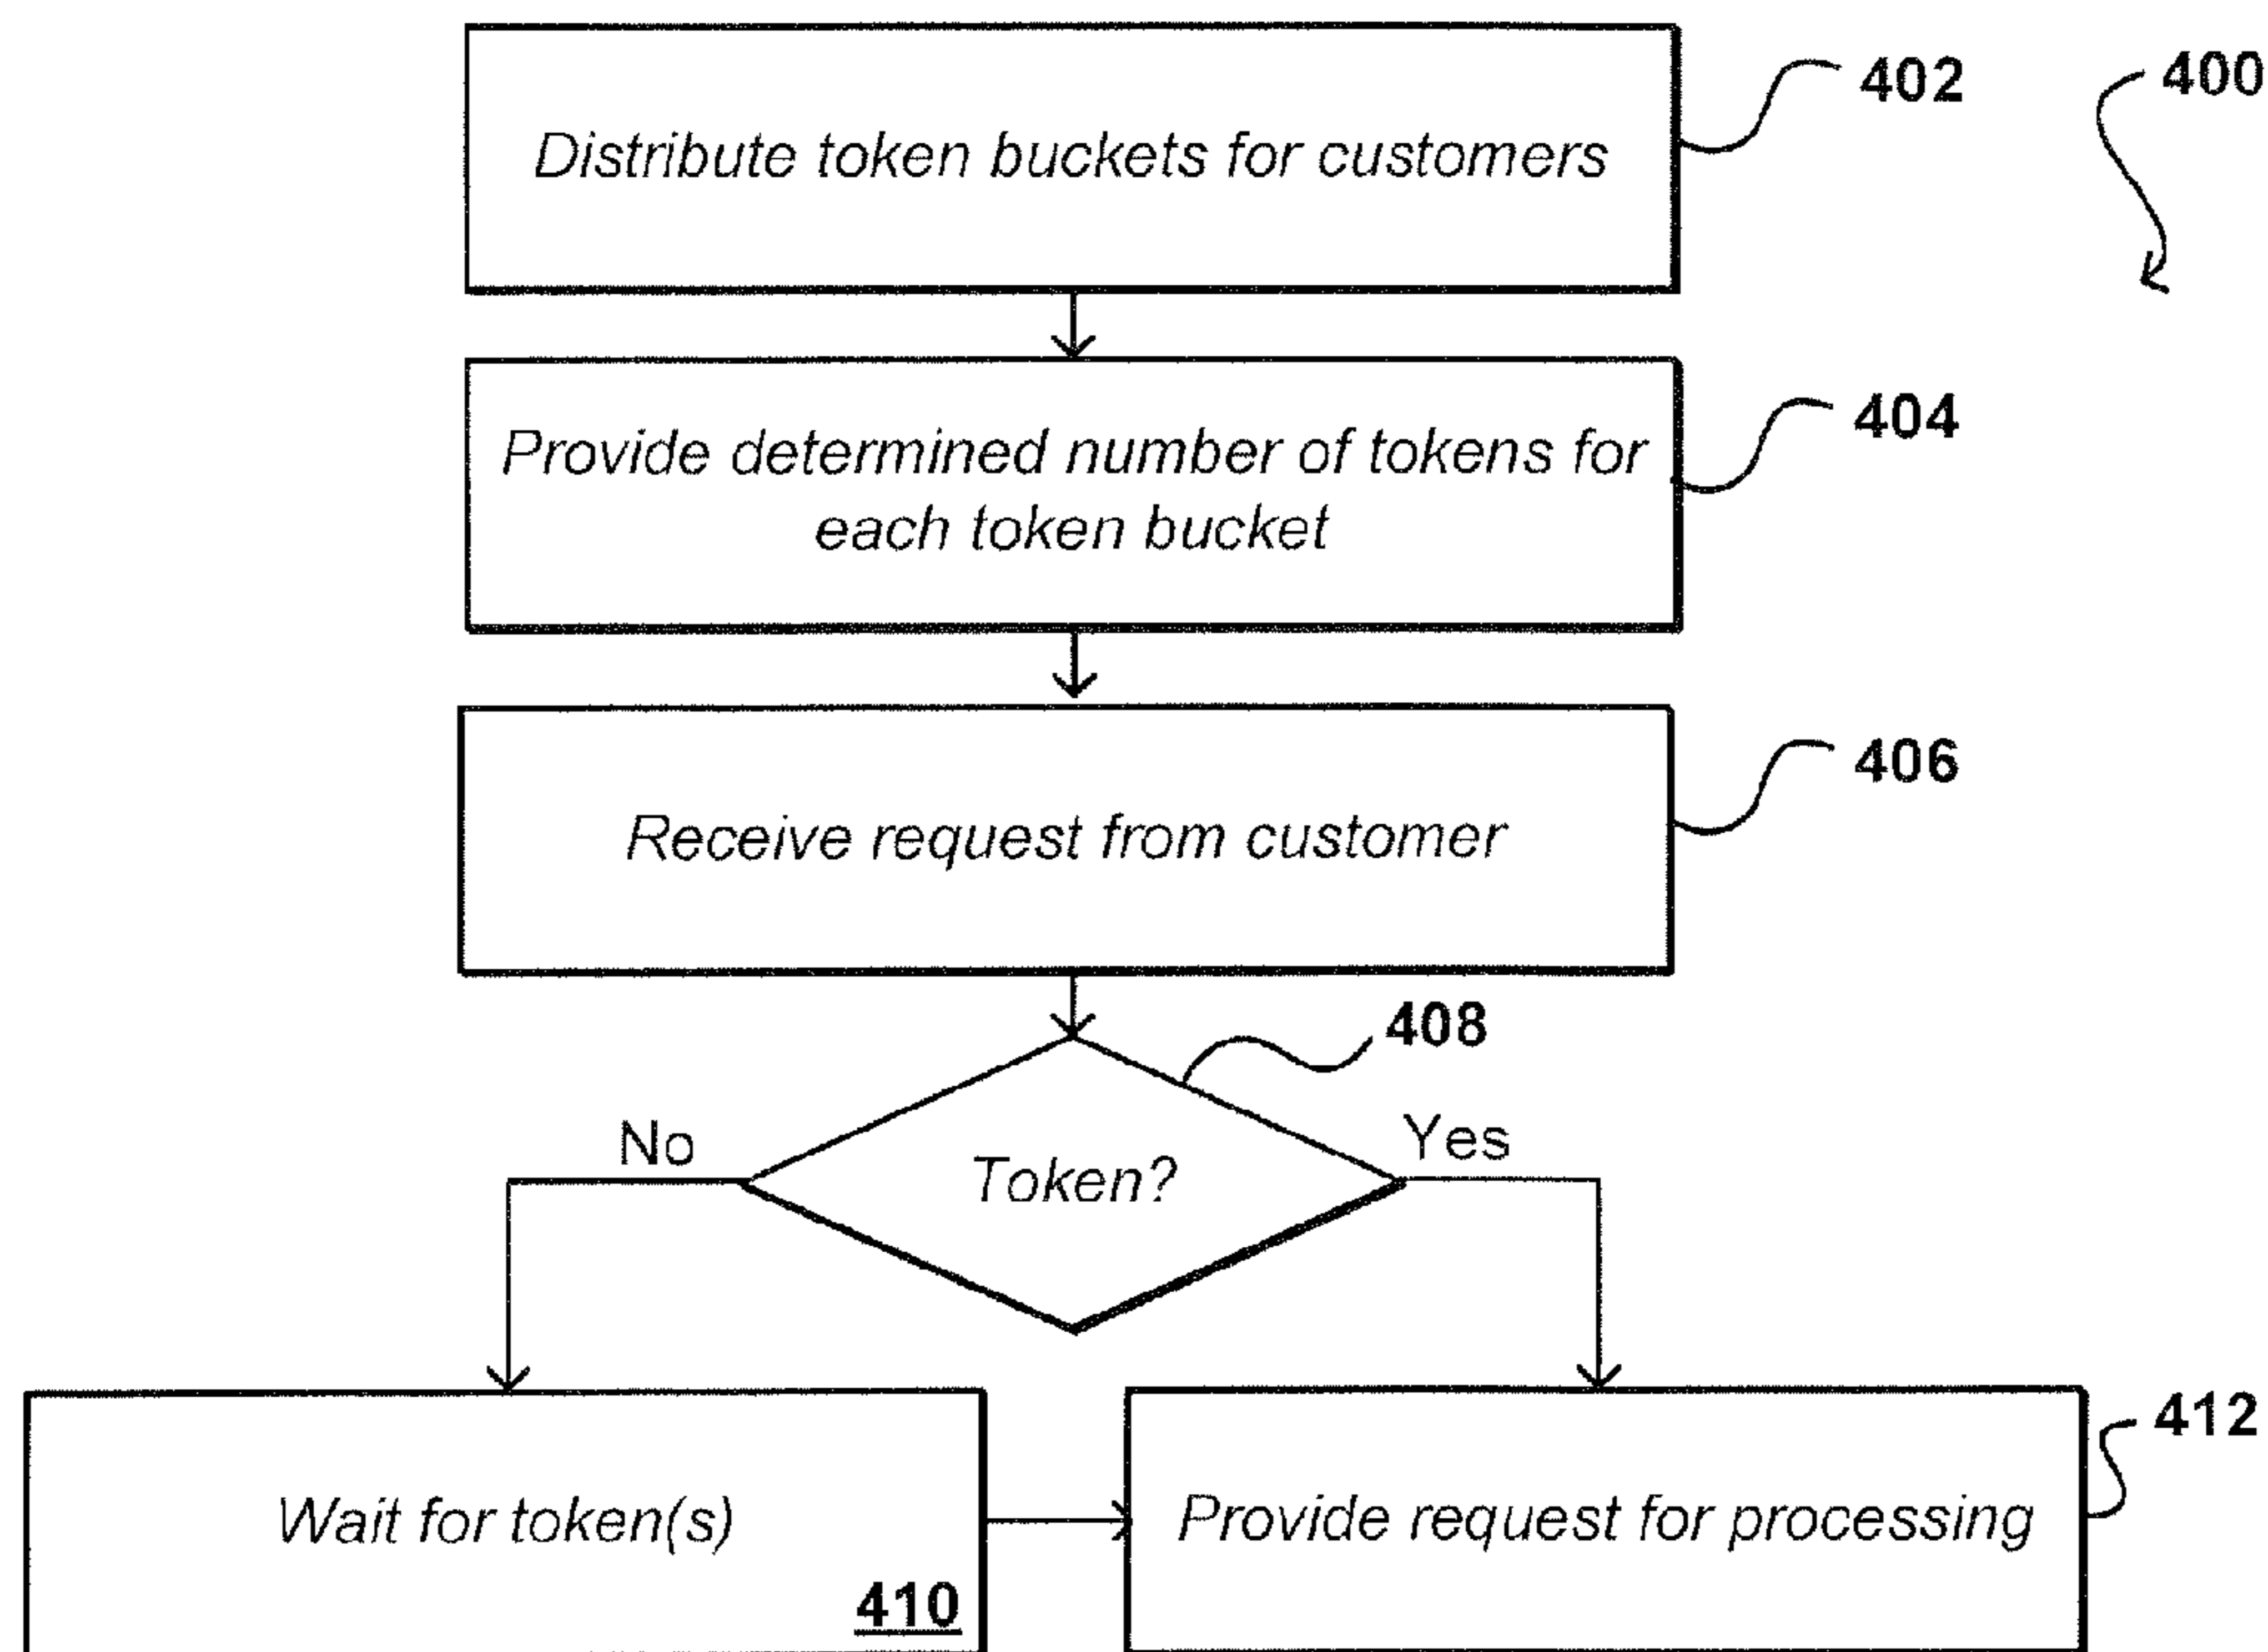 Distribute token buckets for customers
402
400
Provide determined number of tokens for
each token bucket
404
Receive request from customer
406
408
No
Token?
Yes
Wait for token(s)
410
Provide request for processing
412